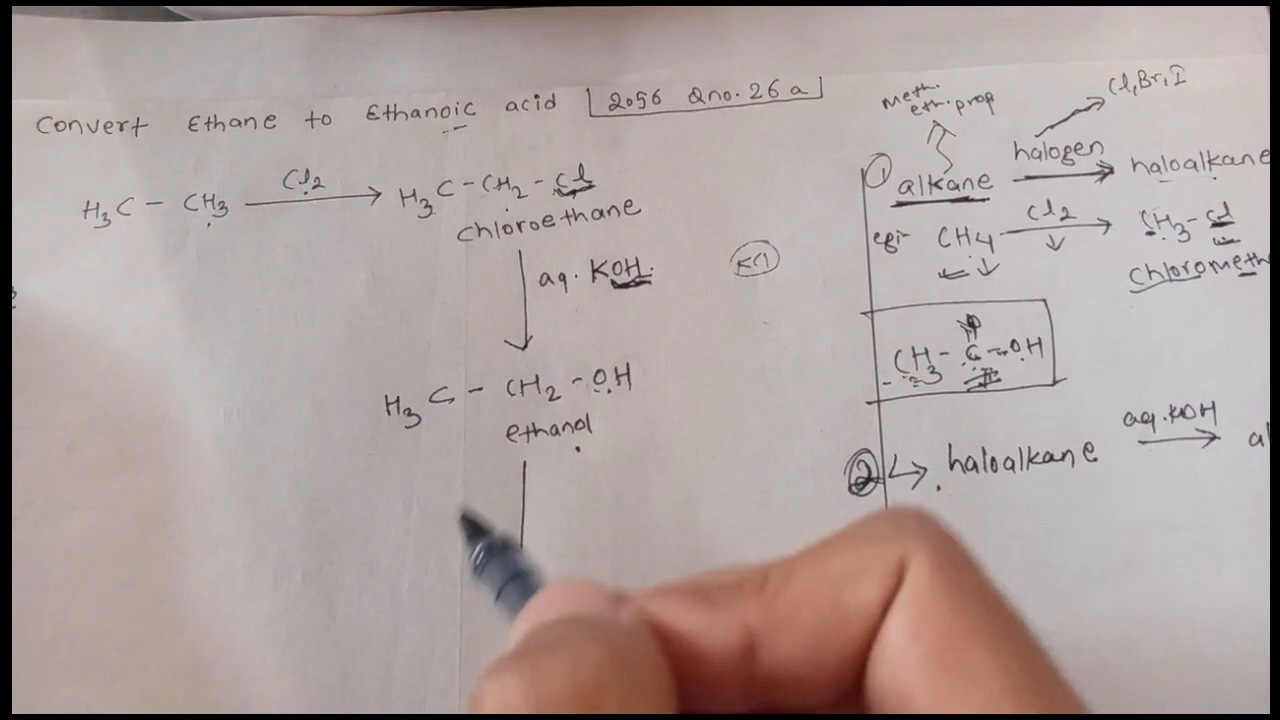 Convert Ethane to Ethanoic acid 2056 Qno. 26 a
H3C - CH3 Cl2 H3C - CH2 - Cl
chloroethane
aq. KOH
KCl
H3C - CH2 - OH
ethanol
Meth.
eth. prop
Cl, Br, I
① alkane halogen haloalkane
eg:- CH4 Cl2 CH3 - Cl
Chlorometh
CH3 - C - OH
② haloalkane aq. KOH al